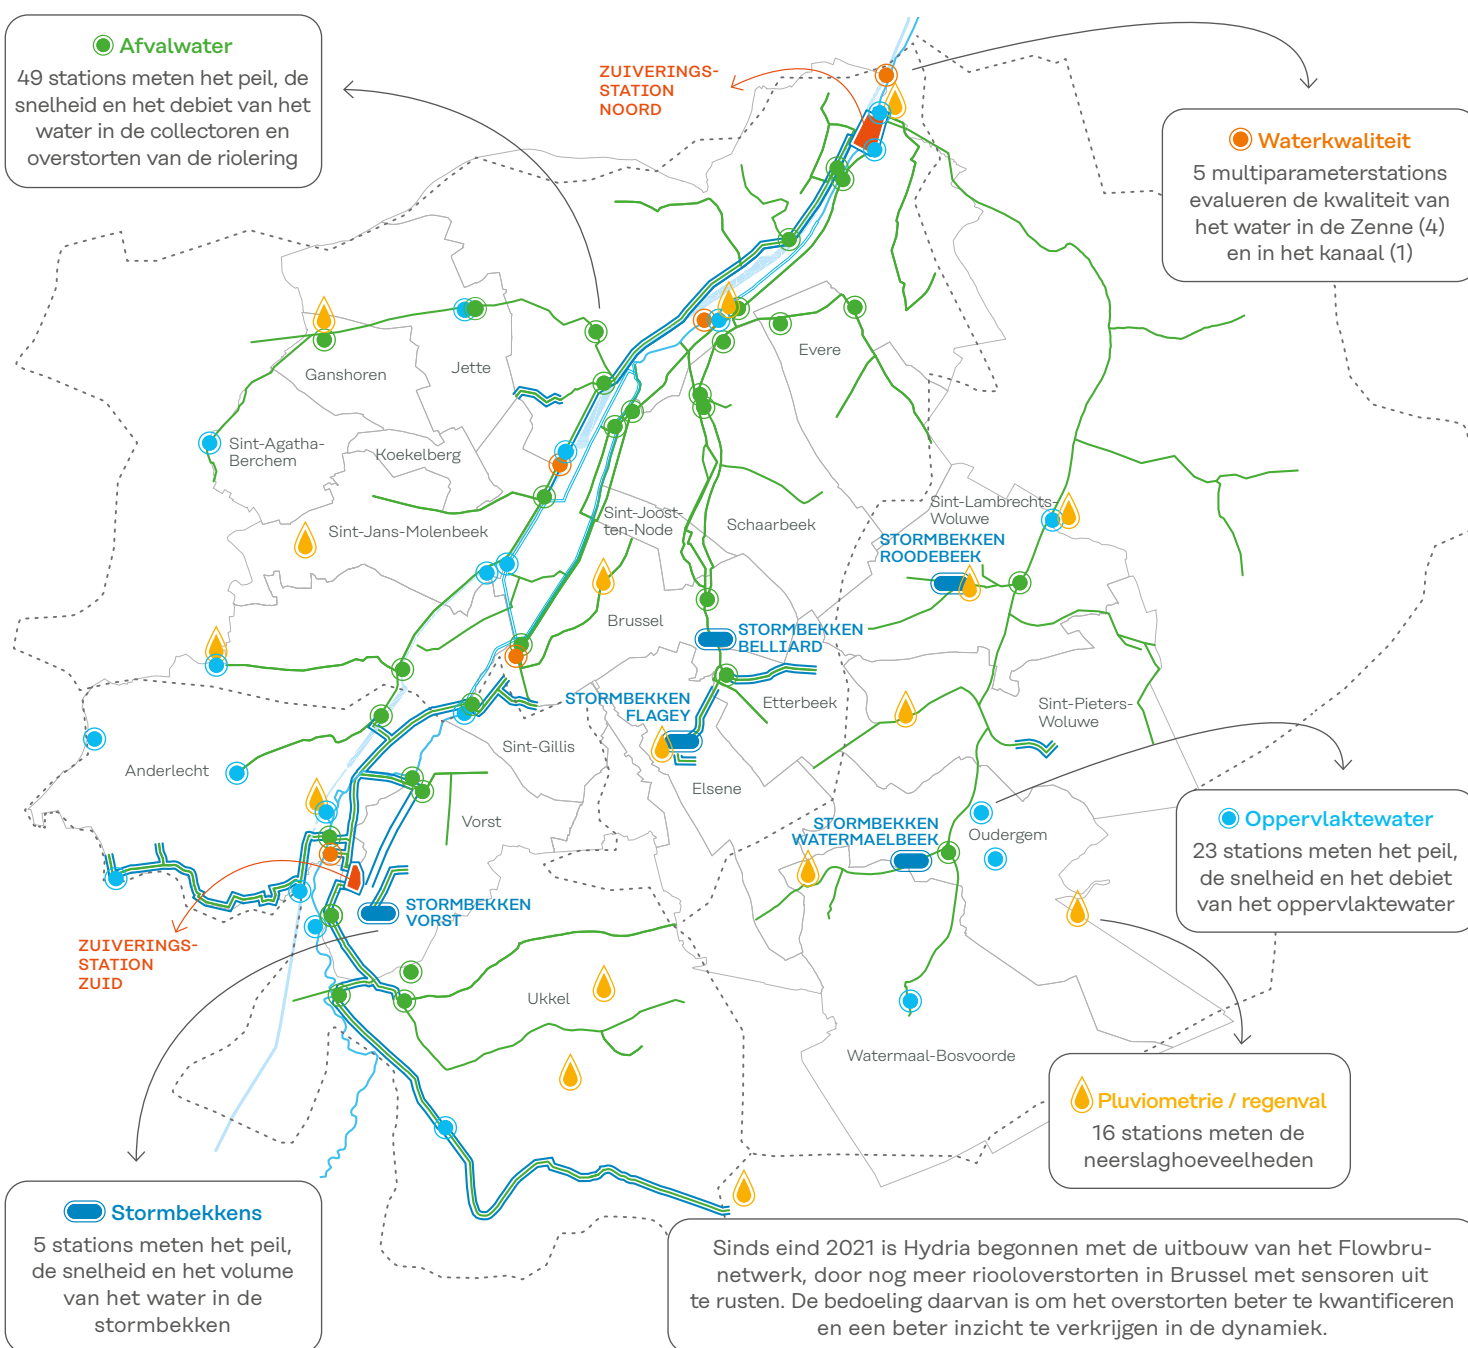 Afvalwater
49 stations meten het peil, de
snelheid en het debiet van het
water in de collectoren en
overstorten van de riolering
ZUIVERINGS-
STATION
NOORD
Waterkwaliteit
5 multiparameterstations
evalueren de kwaliteit van
het water in de Zenne (4)
en in het kanaal (1)
Evere
Ganshoren
Jette
Sint-Agatha-
Berchem
Koekelberg
Sint-Jans-Molenbeek
Sint-Joost-
ten-Node
Schaarbeek
Sint-Lambrechts-
Woluwe
STORMBEKKEN
ROODEBEEK
Brussel
STORMBEKKEN
BELLIARD
STORMBEKKEN
FLAGEY
Etterbeek
Sint-Pieters-
Woluwe
Sint-Gillis
Anderlecht
Elsene
Vorst
STORMBEKKEN
WATERMAELBEEK
Oudergem
Oppervlaktewater
23 stations meten het peil,
de snelheid en het debiet
van het oppervlaktewater
STORMBEKKEN
VORST
ZUIVERINGS-
STATION
ZUID
Ukkel
Watermaal-Bosvoorde
Pluviometrie / regenval
16 stations meten de
neerslaghoeveelheden
Stormbekkens
5 stations meten het peil,
de snelheid en het volume
van het water in de
stormbekken
Sinds eind 2021 is Hydria begonnen met de uitbouw van het Flowbru-
netwerk, door nog meer riooloverstorten in Brussel met sensoren uit
te rusten. De bedoeling daarvan is om het overstorten beter te kwantificeren
en een beter inzicht te verkrijgen in de dynamiek.